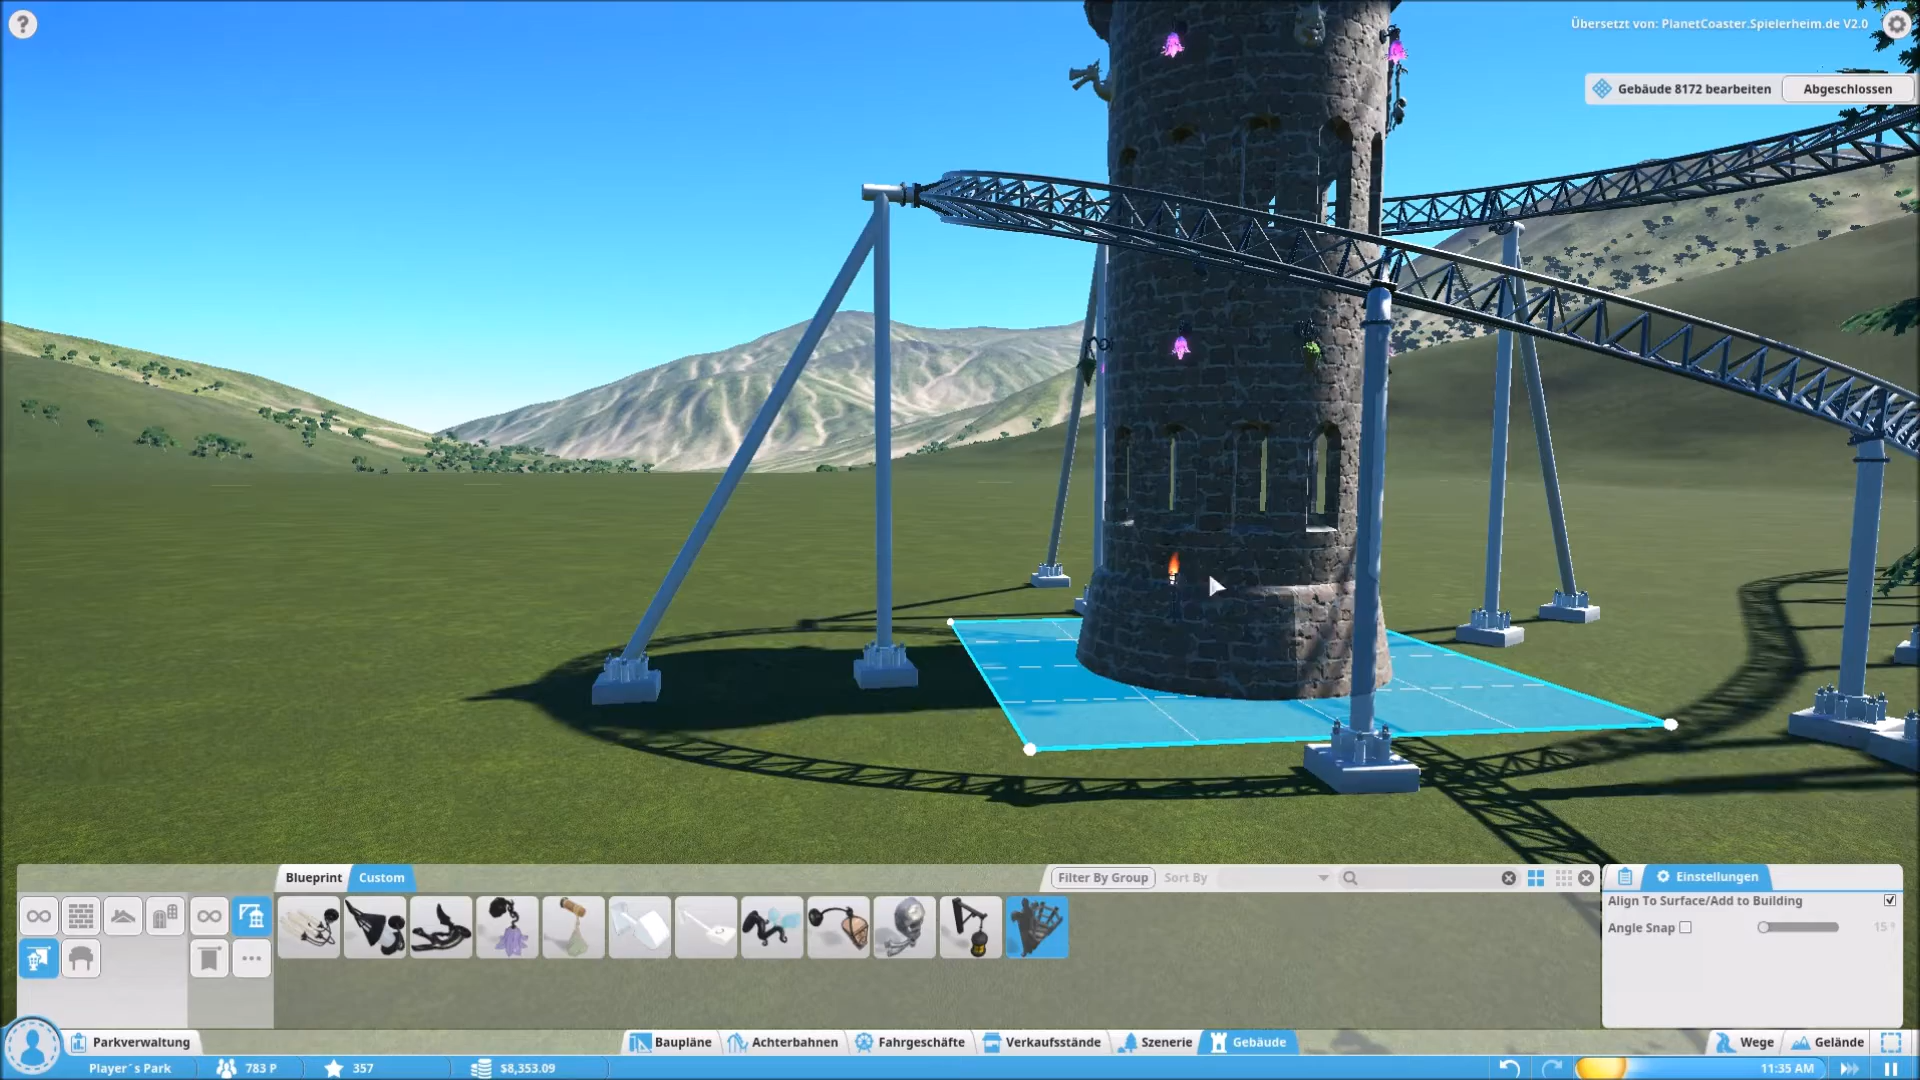 ?
Übersetzt von: PlanetCoaster.Spielerheim.de V2.0
Gebäude 8172 bearbeiten
Abgeschlossen
Blueprint
Custom
Filter By Group
Sort By
Einstellungen
Align To Surface/Add to Building
Angle Snap
15°
Parkverwaltung
Baupläne
Achterbahnen
Fahrgeschäfte
Verkaufsstände
Szenerie
Gebäude
Wege
Gelände
Player´s Park
783 P
357
$8,353.09
11:35 AM